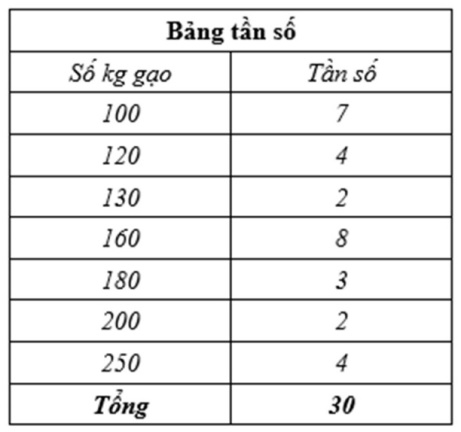 Bảng tần số
Số kg gạo Tần số
100 7
120 4
130 2
160 8
180 3
200 2
250 4
Tổng 30